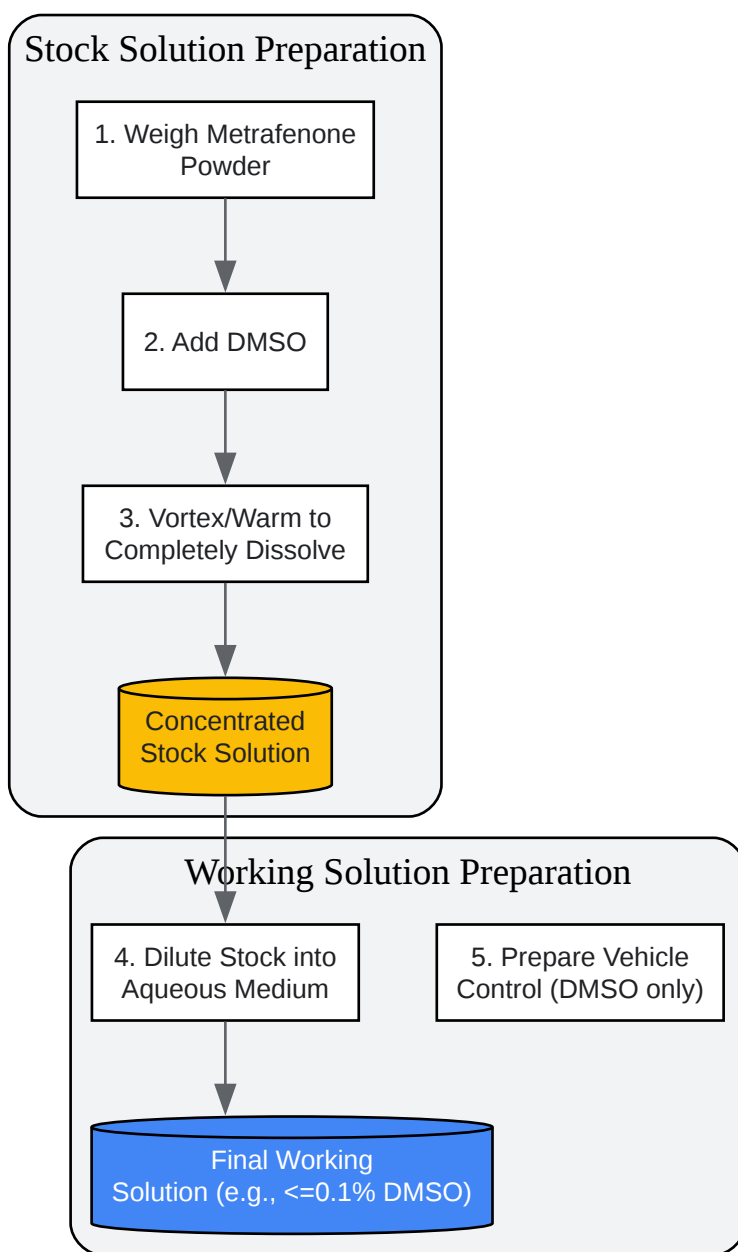 Stock Solution Preparation
1. Weigh Metrafenone
Powder
2. Add DMSO
3. Vortex/Warm to
Completely Dissolve
Concentrated
Stock Solution
Working Solution Preparation
4. Dilute Stock into
Aqueous Medium
5. Prepare Vehicle
Control (DMSO only)
Final Working
Solution (e.g., <=0.1% DMSO)